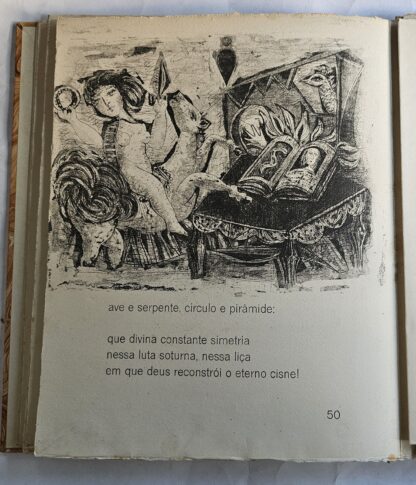 ave e serpente, círculo e pirâmide:
que divina constante simetria
nessa luta soturna, nessa liça
em que deus reconstrói o eterno cisne!
50